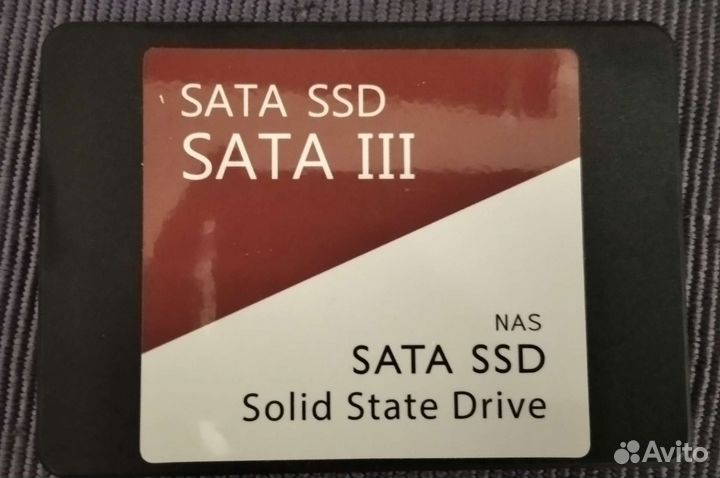 SATA SSD
SATA III
NAS
SATA SSD
Solid State Drive
Avito